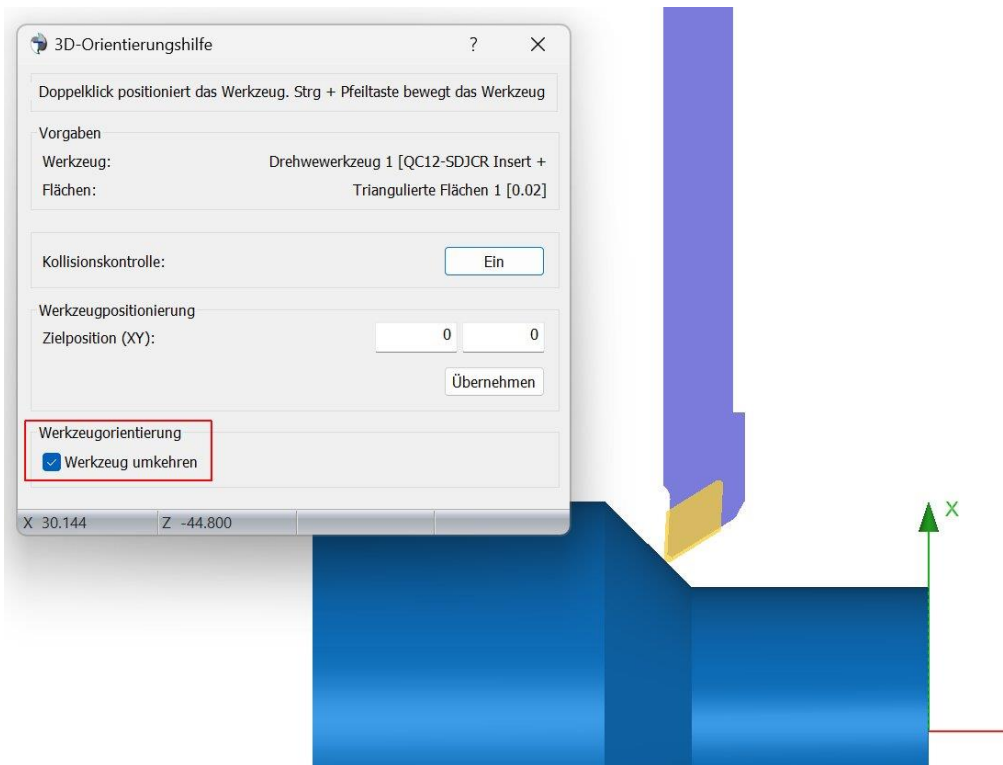 3D-Orientierungshilfe
?
Doppelklick positioniert das Werkzeug. Strg + Pfeiltaste bewegt das Werkzeug
Vorgaben
Werkzeug: Drehwewerkzeug 1 [QC12-SDJCR Insert +
Flächen: Triangulierte Flächen 1 [0.02]
Kollisionskontrolle: Ein
Werkzeugpositionierung
Zielposition (XY): 0 0
Übernehmen
Werkzeugorientierung
Werkzeug umkehren
X 30.144 Z -44.800
X